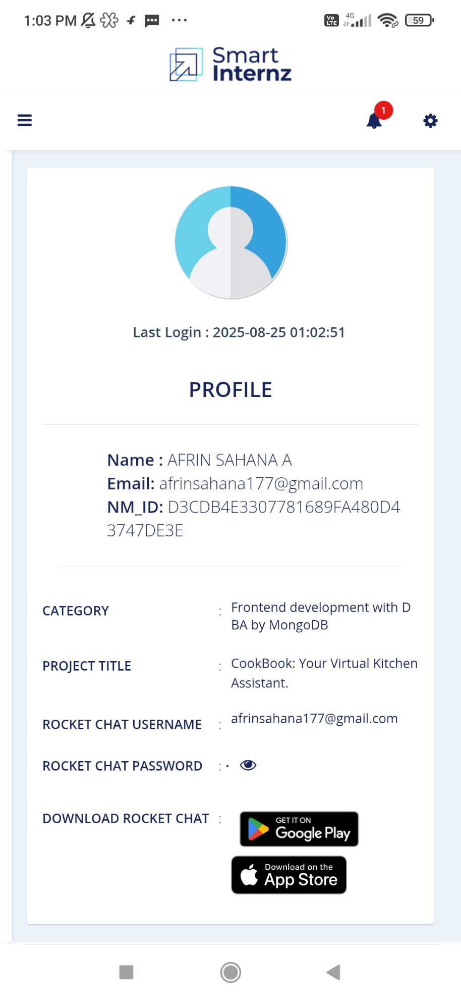 1:03 PM
Vo LTE 4G 59
Smart
Internz
1
Last Login : 2025-08-25 01:02:51
PROFILE
Name : AFRIN SAHANA A
Email: afrinsahana177@gmail.com
NM_ID: D3CDB4E3307781689FA480D4
3747DE3E
CATEGORY : Frontend development with D
BA by MongoDB
PROJECT TITLE : CookBook: Your Virtual Kitchen
Assistant.
ROCKET CHAT USERNAME : afrinsahana177@gmail.com
ROCKET CHAT PASSWORD : ·
DOWNLOAD ROCKET CHAT :
GET IT ON
Google Play
Download on the
App Store